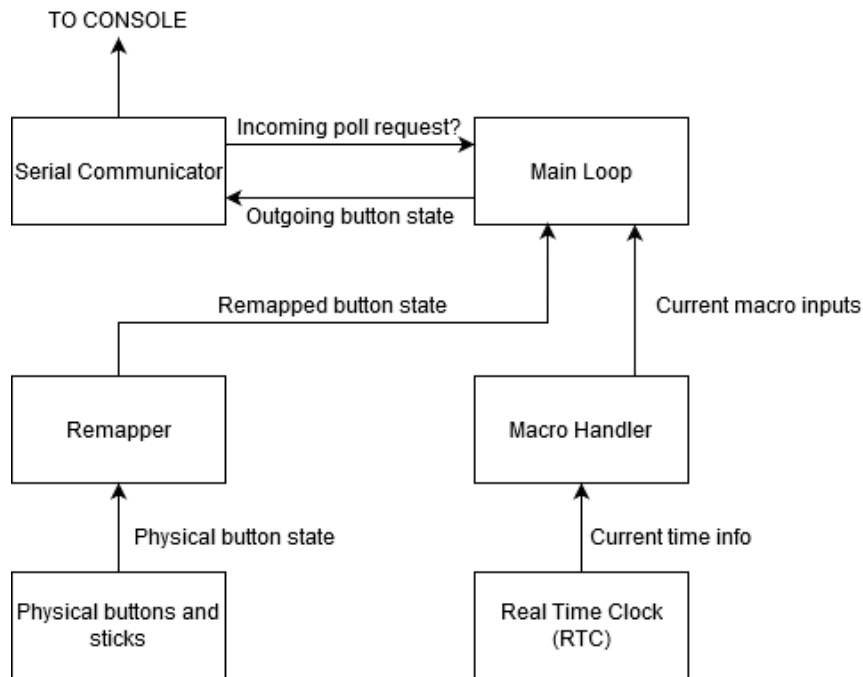 TO CONSOLE
Incoming poll request?
Serial Communicator
Main Loop
Outgoing button state
Remapped button state
Current macro inputs
Remapper
Macro Handler
Physical button state
Current time info
Physical buttons and
sticks
Real Time Clock
(RTC)